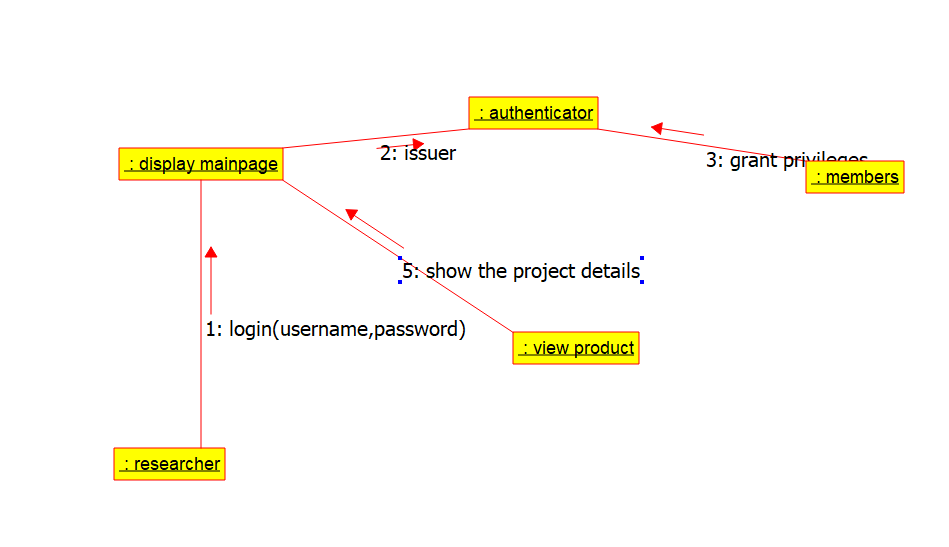 : authenticator
2: issuer
: display mainpage
3: grant privileges
: members
5: show the project details
1: login(username,password)
: view product
: researcher